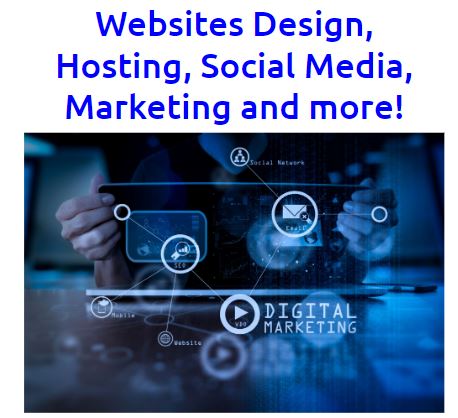 Websites Design,
Hosting, Social Media,
Marketing and more!
Social Network
Email
SEO
Mobile
VDO
DIGITAL
MARKETING
Website